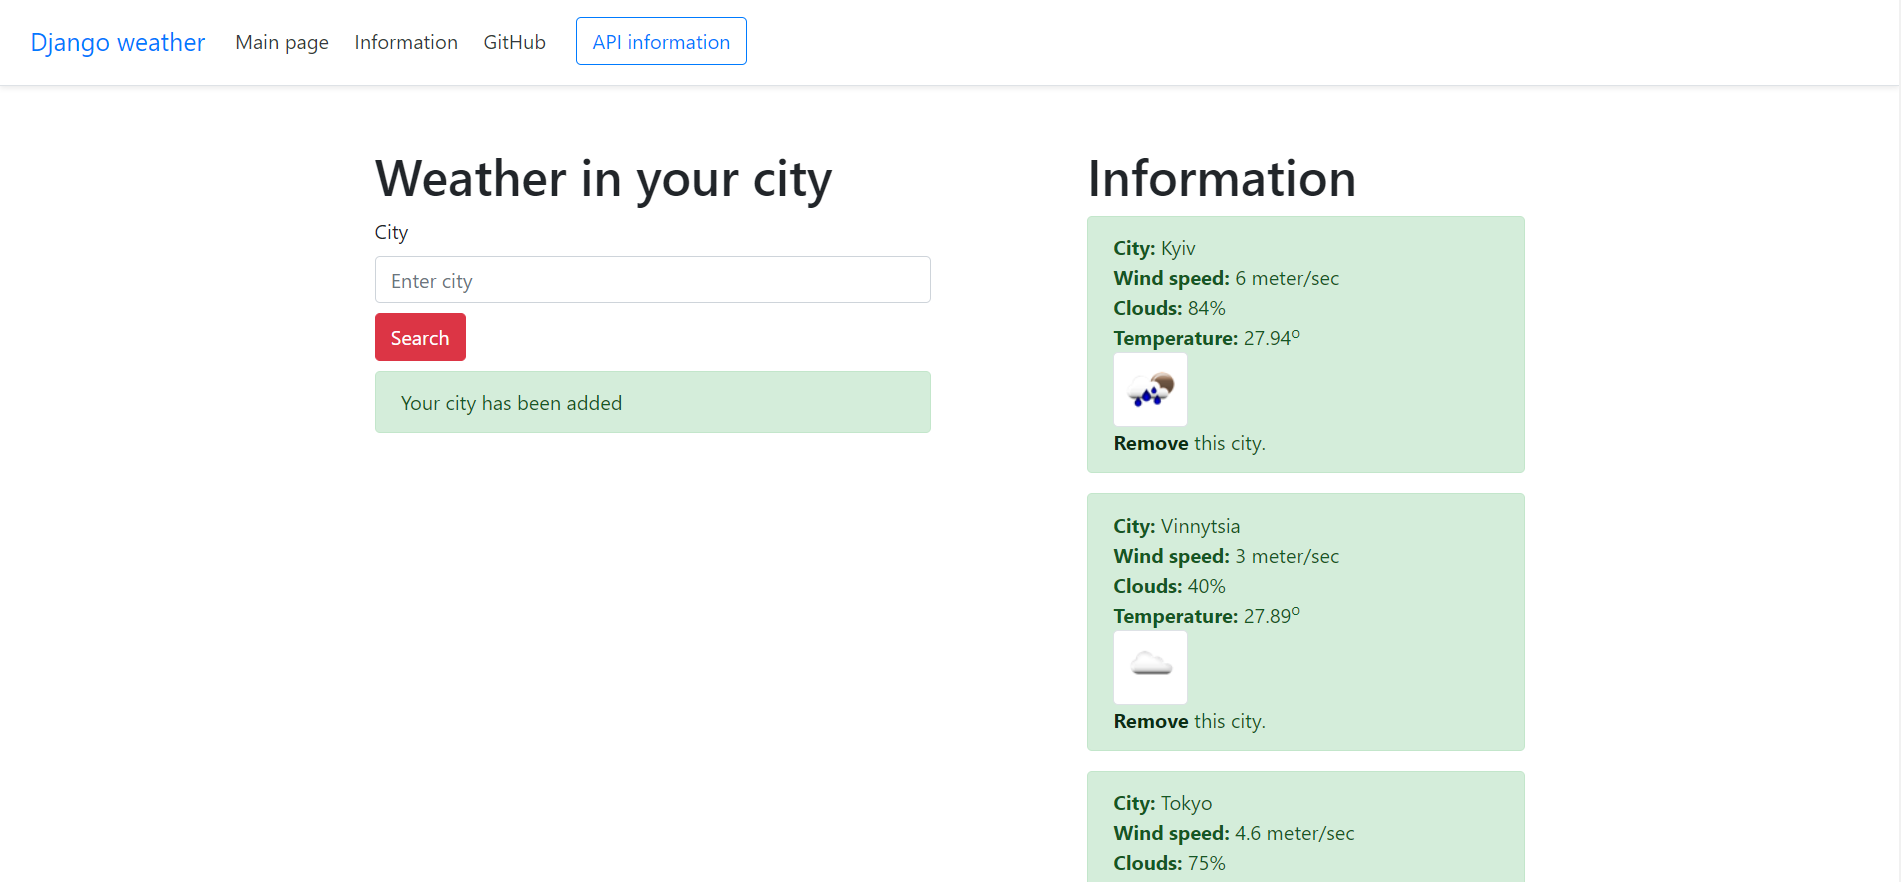 Django weather Main page Information GitHub API information
Weather in your city
City
Enter city
Search
Your city has been added
Information
City: Kyiv
Wind speed: 6 meter/sec
Clouds: 84%
Temperature: 27.94º
Remove this city.
City: Vinnytsia
Wind speed: 3 meter/sec
Clouds: 40%
Temperature: 27.89º
Remove this city.
City: Tokyo
Wind speed: 4.6 meter/sec
Clouds: 75%